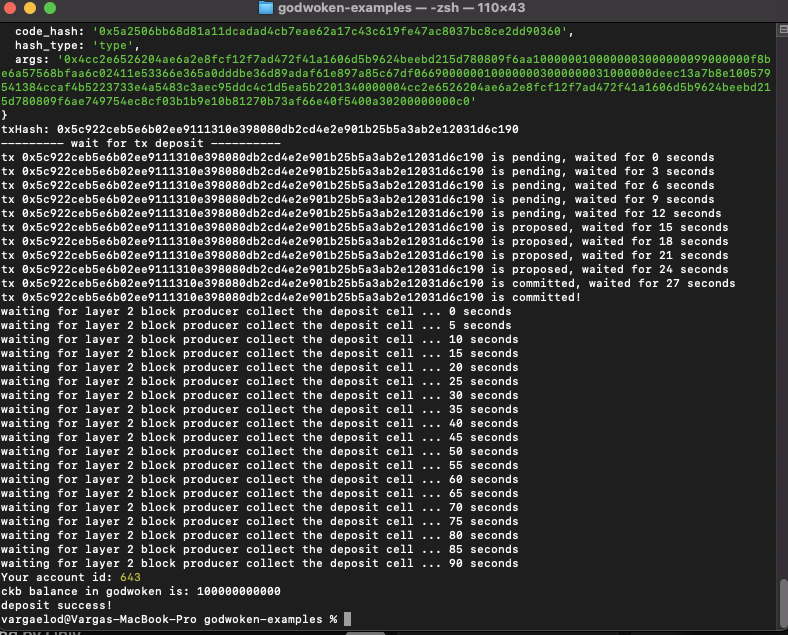 godwoken-examples — -zsh — 110×43
code_hash: '0x5a2506bb68d81a11dcadad4cb7eae62a17c43c619fe47ac8037bc8ce2dd90360',
hash_type: 'type',
args: '0x4cc2e6526204ae6a2e8fcf12f7ad472f41a1606d5b9624beebd215d780809f6aa10000001000000003000000099000000f8b
e6a57568bfaa6c02411e53366e365a0dddbe36d89adaf61e897a85c67df066900000010000000300000031000000deec13a7b8e100579
541384ccaf4b5223733e4a5483c3aec95ddc4c1d5ea5b2201340000004cc2e6526204ae6a2e8fcf12f7ad472f41a1606d5b9624beebd21
5d780809f6ae749754ec8cf03b1b9e10b81270b73af66e40f5400a30200000000c0'
}
txHash: 0x5c922ceb5e6b02ee9111310e398080db2cd4e2e901b25b5a3ab2e12031d6c190
--------- wait for tx deposit ----------
tx 0x5c922ceb5e6b02ee9111310e398080db2cd4e2e901b25b5a3ab2e12031d6c190 is pending, waited for 0 seconds
tx 0x5c922ceb5e6b02ee9111310e398080db2cd4e2e901b25b5a3ab2e12031d6c190 is pending, waited for 3 seconds
tx 0x5c922ceb5e6b02ee9111310e398080db2cd4e2e901b25b5a3ab2e12031d6c190 is pending, waited for 6 seconds
tx 0x5c922ceb5e6b02ee9111310e398080db2cd4e2e901b25b5a3ab2e12031d6c190 is pending, waited for 9 seconds
tx 0x5c922ceb5e6b02ee9111310e398080db2cd4e2e901b25b5a3ab2e12031d6c190 is pending, waited for 12 seconds
tx 0x5c922ceb5e6b02ee9111310e398080db2cd4e2e901b25b5a3ab2e12031d6c190 is proposed, waited for 15 seconds
tx 0x5c922ceb5e6b02ee9111310e398080db2cd4e2e901b25b5a3ab2e12031d6c190 is proposed, waited for 18 seconds
tx 0x5c922ceb5e6b02ee9111310e398080db2cd4e2e901b25b5a3ab2e12031d6c190 is proposed, waited for 21 seconds
tx 0x5c922ceb5e6b02ee9111310e398080db2cd4e2e901b25b5a3ab2e12031d6c190 is proposed, waited for 24 seconds
tx 0x5c922ceb5e6b02ee9111310e398080db2cd4e2e901b25b5a3ab2e12031d6c190 is committed, waited for 27 seconds
tx 0x5c922ceb5e6b02ee9111310e398080db2cd4e2e901b25b5a3ab2e12031d6c190 is committed!
waiting for layer 2 block producer collect the deposit cell ... 0 seconds
waiting for layer 2 block producer collect the deposit cell ... 5 seconds
waiting for layer 2 block producer collect the deposit cell ... 10 seconds
waiting for layer 2 block producer collect the deposit cell ... 15 seconds
waiting for layer 2 block producer collect the deposit cell ... 20 seconds
waiting for layer 2 block producer collect the deposit cell ... 25 seconds
waiting for layer 2 block producer collect the deposit cell ... 30 seconds
waiting for layer 2 block producer collect the deposit cell ... 35 seconds
waiting for layer 2 block producer collect the deposit cell ... 40 seconds
waiting for layer 2 block producer collect the deposit cell ... 45 seconds
waiting for layer 2 block producer collect the deposit cell ... 50 seconds
waiting for layer 2 block producer collect the deposit cell ... 55 seconds
waiting for layer 2 block producer collect the deposit cell ... 60 seconds
waiting for layer 2 block producer collect the deposit cell ... 65 seconds
waiting for layer 2 block producer collect the deposit cell ... 70 seconds
waiting for layer 2 block producer collect the deposit cell ... 75 seconds
waiting for layer 2 block producer collect the deposit cell ... 80 seconds
waiting for layer 2 block producer collect the deposit cell ... 85 seconds
waiting for layer 2 block producer collect the deposit cell ... 90 seconds
Your account id: 643
ckb balance in godwoken is: 100000000000
deposit success!
vargaelod@Vargas-MacBook-Pro godwoken-examples %